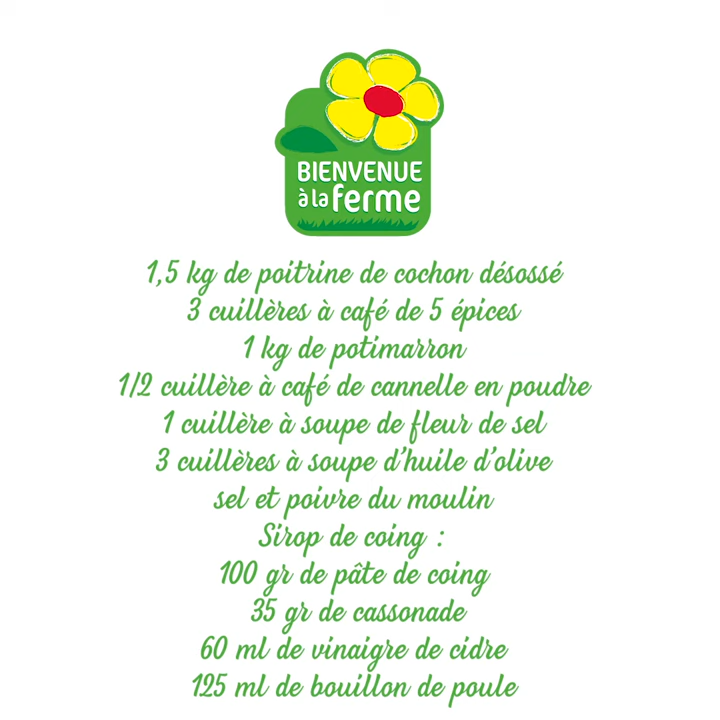 BIENVENUE
à la ferme
1,5 kg de poitrine de cochon désossé
3 cuillères à café de 5 épices
1 kg de potimarron
1/2 cuillère à café de cannelle en poudre
1 cuillère à soupe de fleur de sel
3 cuillères à soupe d'huile d'olive
sel et poivre du moulin
Sirop de coing :
100 gr de pâte de coing
35 gr de cassonade
60 ml de vinaigre de cidre
125 ml de bouillon de poule